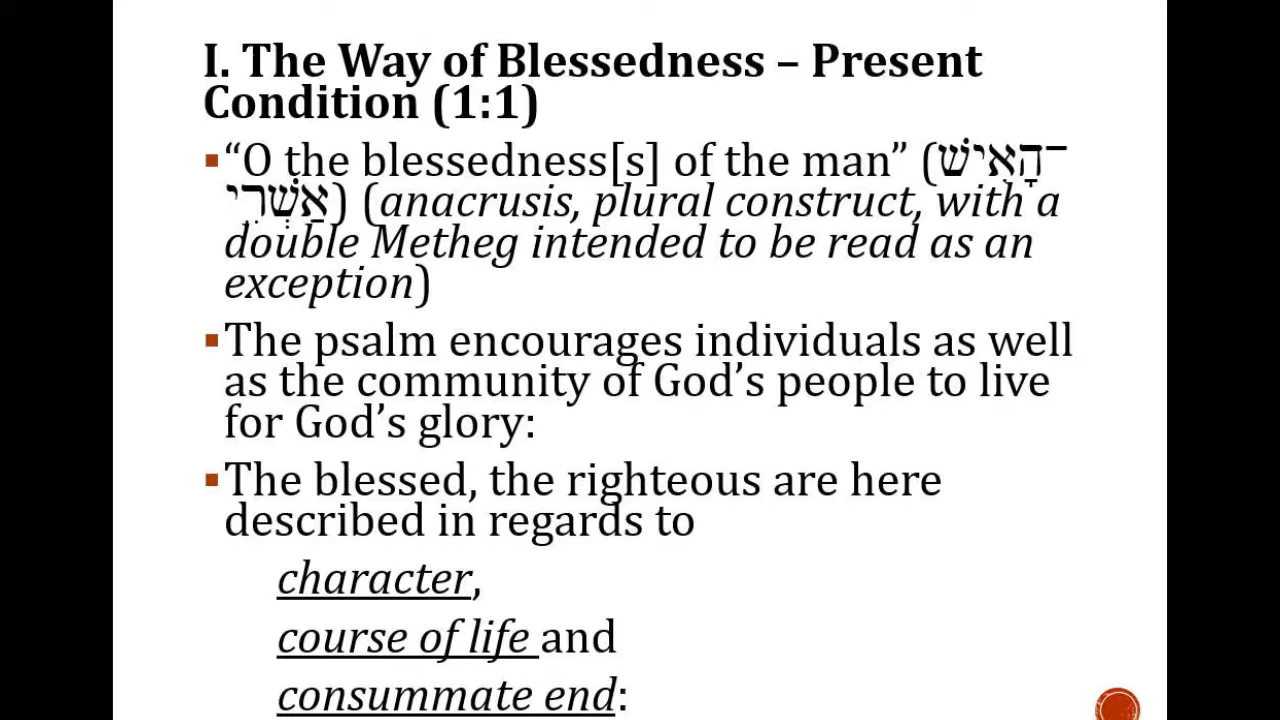 I. The Way of Blessedness – Present
Condition (1:1)
▪“O the blessedness[s] of the man” (הָאִישׁ־
אַשְׁרֵי) (anacrusis, plural construct, with a
double Metheg intended to be read as an
exception)
▪The psalm encourages individuals as well
as the community of God’s people to live
for God’s glory:
▪The blessed, the righteous are here
described in regards to
character,
course of life and
consummate end: